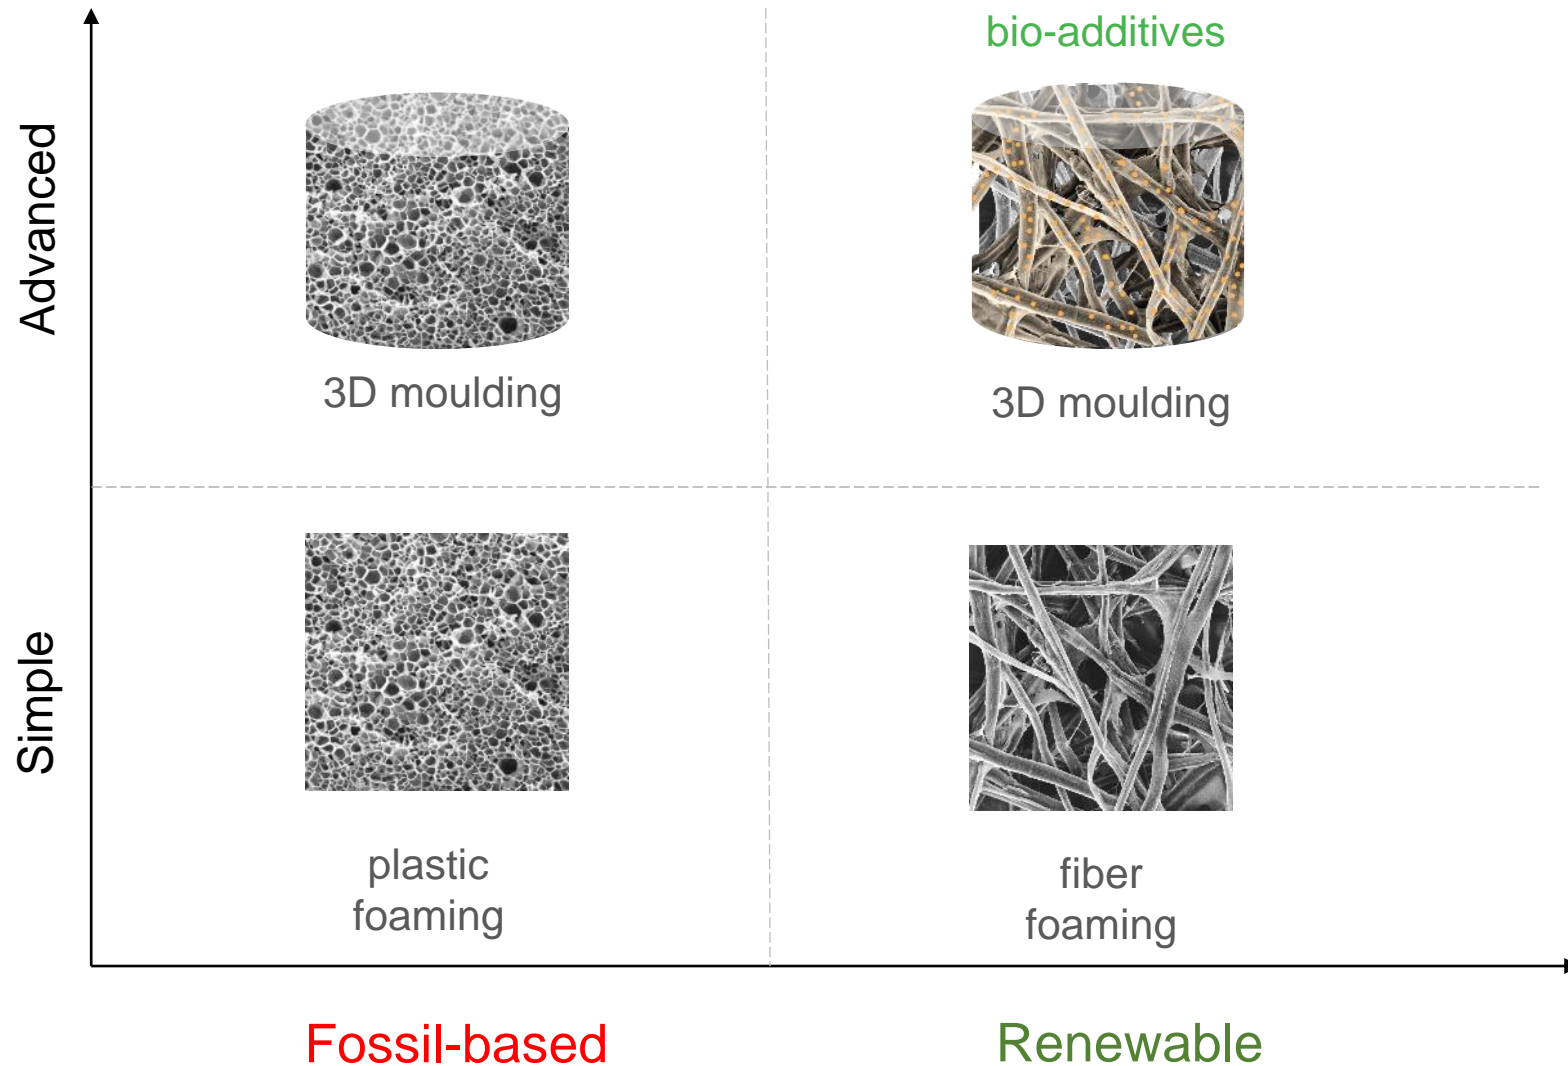 bio-additives
Advanced
3D moulding
3D moulding
Simple
plastic
foaming
fiber
foaming
Fossil-based
Renewable